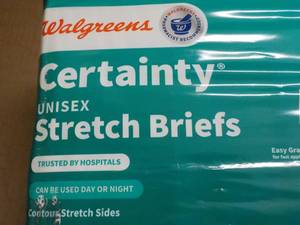 Walgreens
Certainty®
UNISEX
Stretch Briefs
TRUSTED BY HOSPITALS
CAN BE USED DAY OR NIGHT
Contour Stretch Sides
Easy Gra